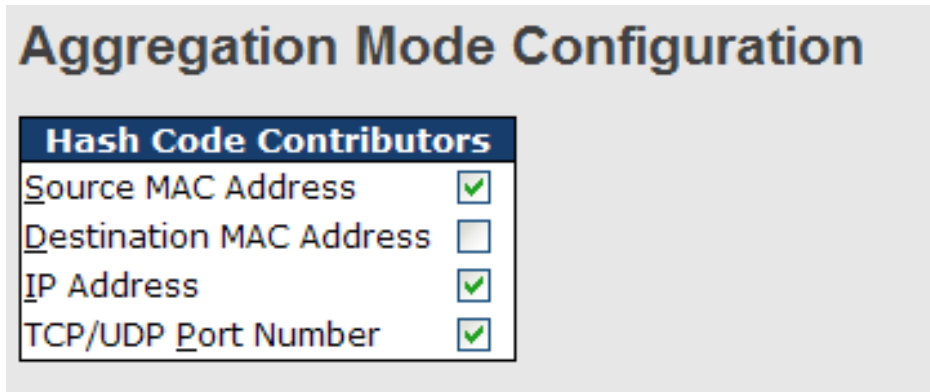 Aggregation Mode Configuration
Hash Code Contributors
Source MAC Address
Destination MAC Address
IP Address
TCP/UDP Port Number